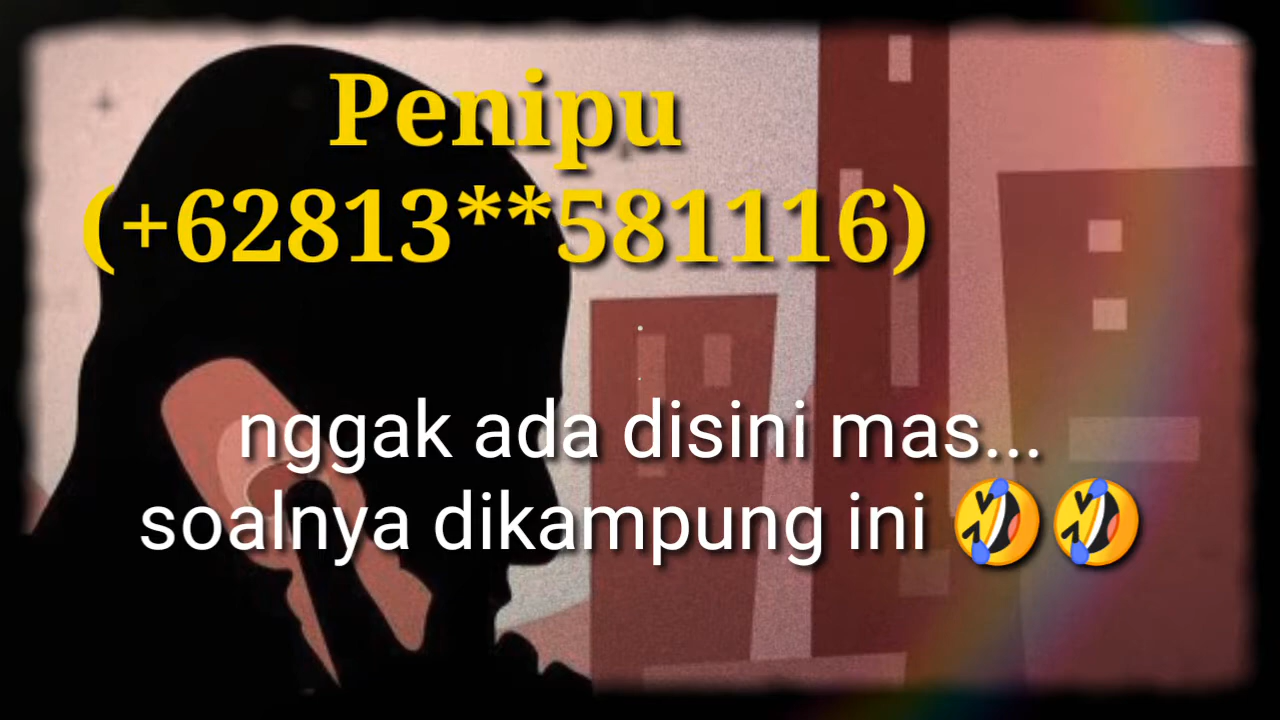 Penipu
(+62813**581116)
nggak ada disini mas...
soalnya dikampung ini 🤣🤣